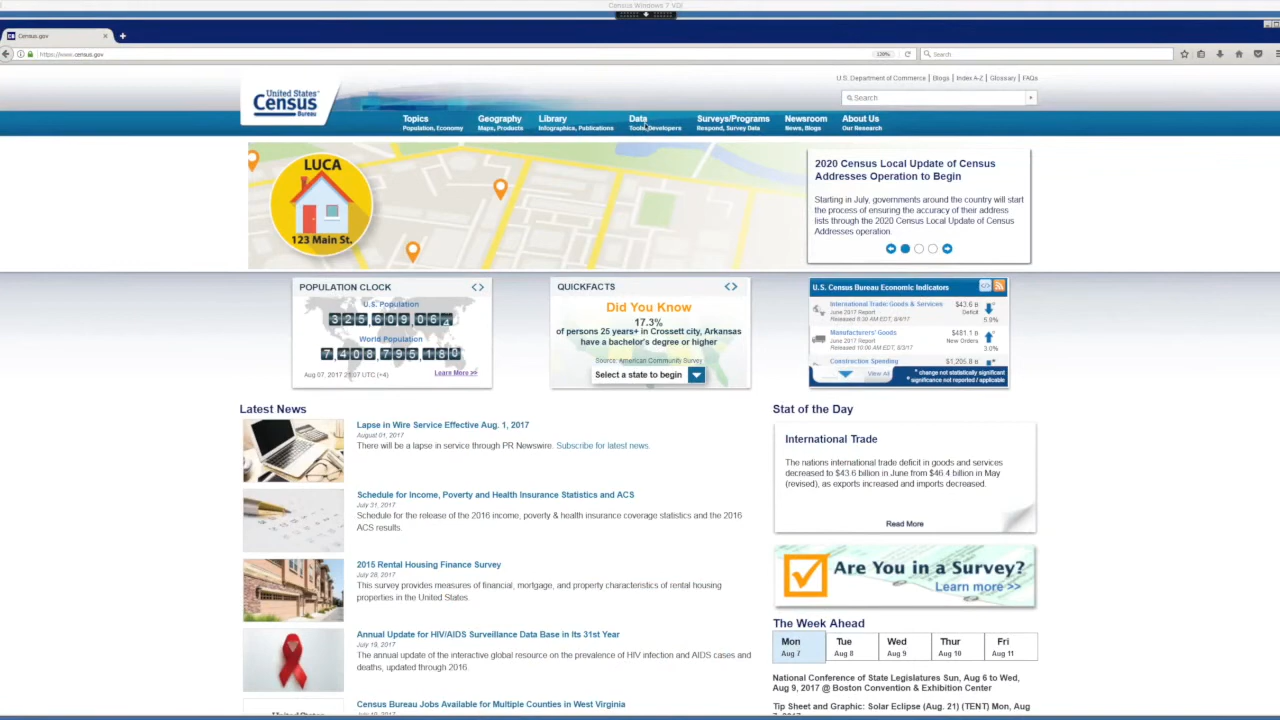 Census Windows 7 VDI
Census.gov
https://www.census.gov
120%
Search
U.S. Department of Commerce
Blogs
Index A-Z
Glossary
FAQs
United States™
Census
Bureau
Search
Topics
Population, Economy
Geography
Maps, Products
Library
Infographics, Publications
Data
Tools, Developers
Surveys/Programs
Respond, Survey Data
Newsroom
News, Blogs
About Us
Our Research
LUCA
123 Main St.
2020 Census Local Update of Census
Addresses Operation to Begin
Starting in July, governments around the country will start
the process of ensuring the accuracy of their address
lists through the 2020 Census Local Update of Census
Addresses operation.
POPULATION CLOCK
U.S. Population
World Population
7,408,795,180
Learn More >>
QUICKFACTS
Did You Know
17.3%
of persons 25 years+ in Crossett city, Arkansas
have a bachelor's degree or higher
Source: American Community Survey
Select a state to begin
U.S. Census Bureau Economic Indicators
International Trade: Goods & Services
June 2017 Report
Released 8:30 AM EDT, 8/4/17
$43.6 B
Deficit
5.8%
Manufacturers' Goods
June 2017 Report
Released 10:00 AM EDT, 8/3/17
$481.1 B
New Orders
3.0%
Construction Spending
$1,205.8 B
View All
* change not statistically significant
* significance not reported / applicable
Latest News
Lapse in Wire Service Effective Aug. 1, 2017
August 01, 2017
There will be a lapse in service through PR Newswire. Subscribe for latest news.
Schedule for Income, Poverty and Health Insurance Statistics and ACS
July 31, 2017
Schedule for the release of the 2016 income, poverty & health insurance coverage statistics and the 2016
ACS results.
2015 Rental Housing Finance Survey
July 28, 2017
This survey provides measures of financial, mortgage, and property characteristics of rental housing
properties in the United States.
Annual Update for HIV/AIDS Surveillance Data Base in Its 31st Year
July 19, 2017
The annual update of the interactive global resource on the prevalence of HIV infection and AIDS cases and
deaths, updated through 2016.
Census Bureau Jobs Available for Multiple Counties in West Virginia
Stat of the Day
International Trade
The nations international trade deficit in goods and services
decreased to $43.6 billion in June from $46.4 billion in May
(revised), as exports increased and imports decreased.
Read More
Are You in a Survey?
Learn more >>
The Week Ahead
Mon
Aug 7
Tue
Aug 8
Wed
Aug 9
Thur
Aug 10
Fri
Aug 11
National Conference of State Legislatures Sun, Aug 6 to Wed,
Aug 9, 2017 @ Boston Convention & Exhibition Center
Tip Sheet and Graphic: Solar Eclipse (Aug. 21) (TENT) Mon, Aug